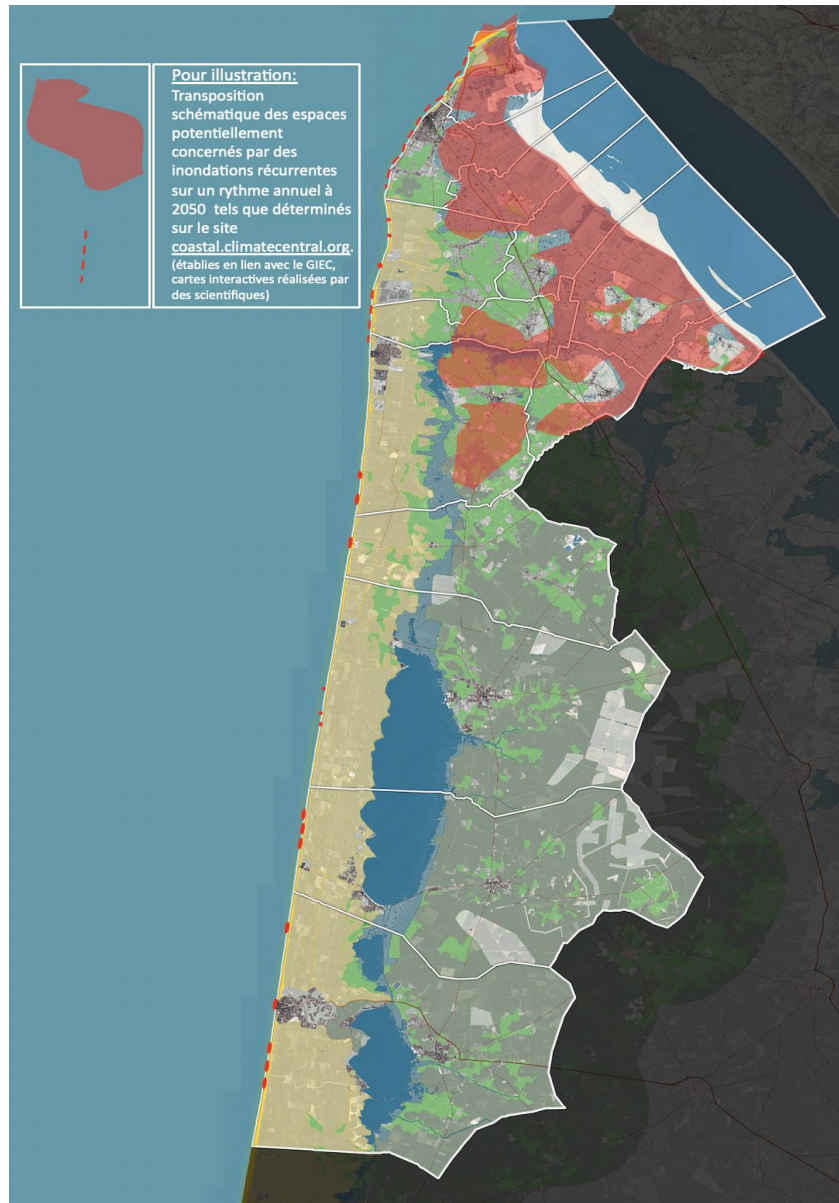 Pour illustration:
Transposition
schématique des espaces
potentiellement
concernés par des
inondations récurrentes
sur un rythme annuel à
2050 tels que déterminés
sur le site
coastal.climatecentral.org.
(établies en lien avec le GIEC,
cartes interactives réalisées par
des scientifiques)